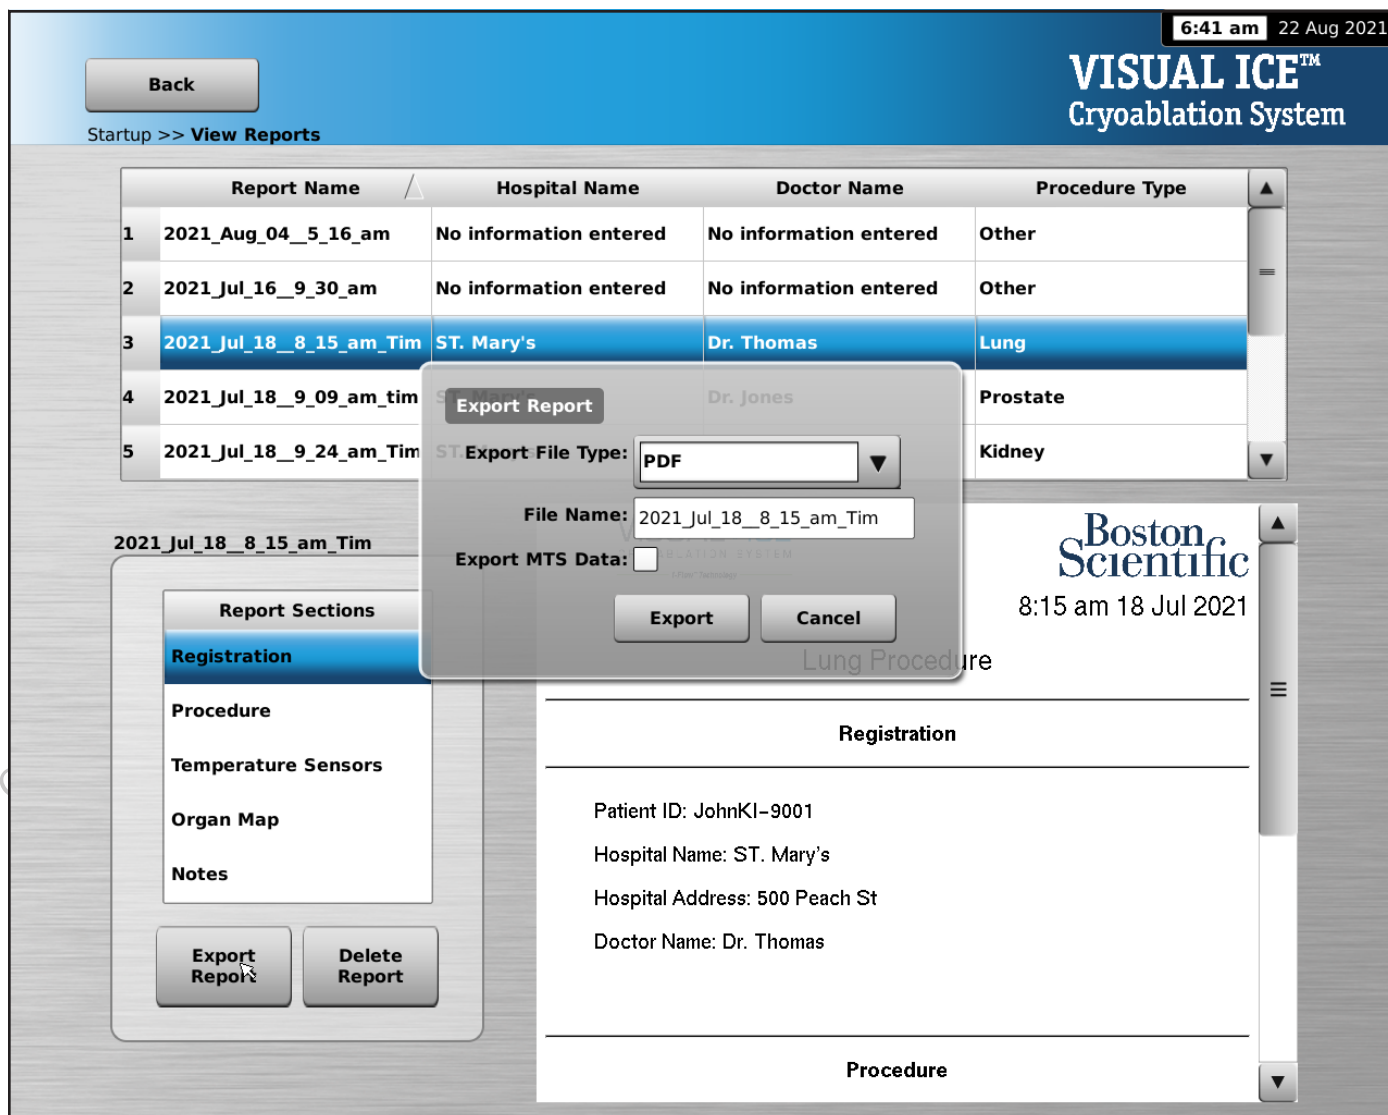 6:41 am 22 Aug 2021
VISUAL ICE™
Cryoablation System
Back
Startup >> View Reports
Report Name Hospital Name Doctor Name Procedure Type
1 2021_Aug_04__5_16_am No information entered No information entered Other
2 2021_Jul_16__9_30_am No information entered No information entered Other
3 2021_Jul_18__8_15_am_Tim ST. Mary's Dr. Thomas Lung
4 2021_Jul_18__9_09_am_tim ST. Mary's Dr. Jones Prostate
5 2021_Jul_18__9_24_am_Tim ST. Kidney
Export Report
Export File Type: PDF
File Name: 2021_Jul_18__8_15_am_Tim
Export MTS Data:
Export Cancel
2021_Jul_18__8_15_am_Tim
Report Sections
Registration
Procedure
Temperature Sensors
Organ Map
Notes
Export Report
Delete Report
Boston
Scientific
8:15 am 18 Jul 2021
Lung Procedure
Registration
Patient ID: JohnKI-9001
Hospital Name: ST. Mary's
Hospital Address: 500 Peach St
Doctor Name: Dr. Thomas
Procedure